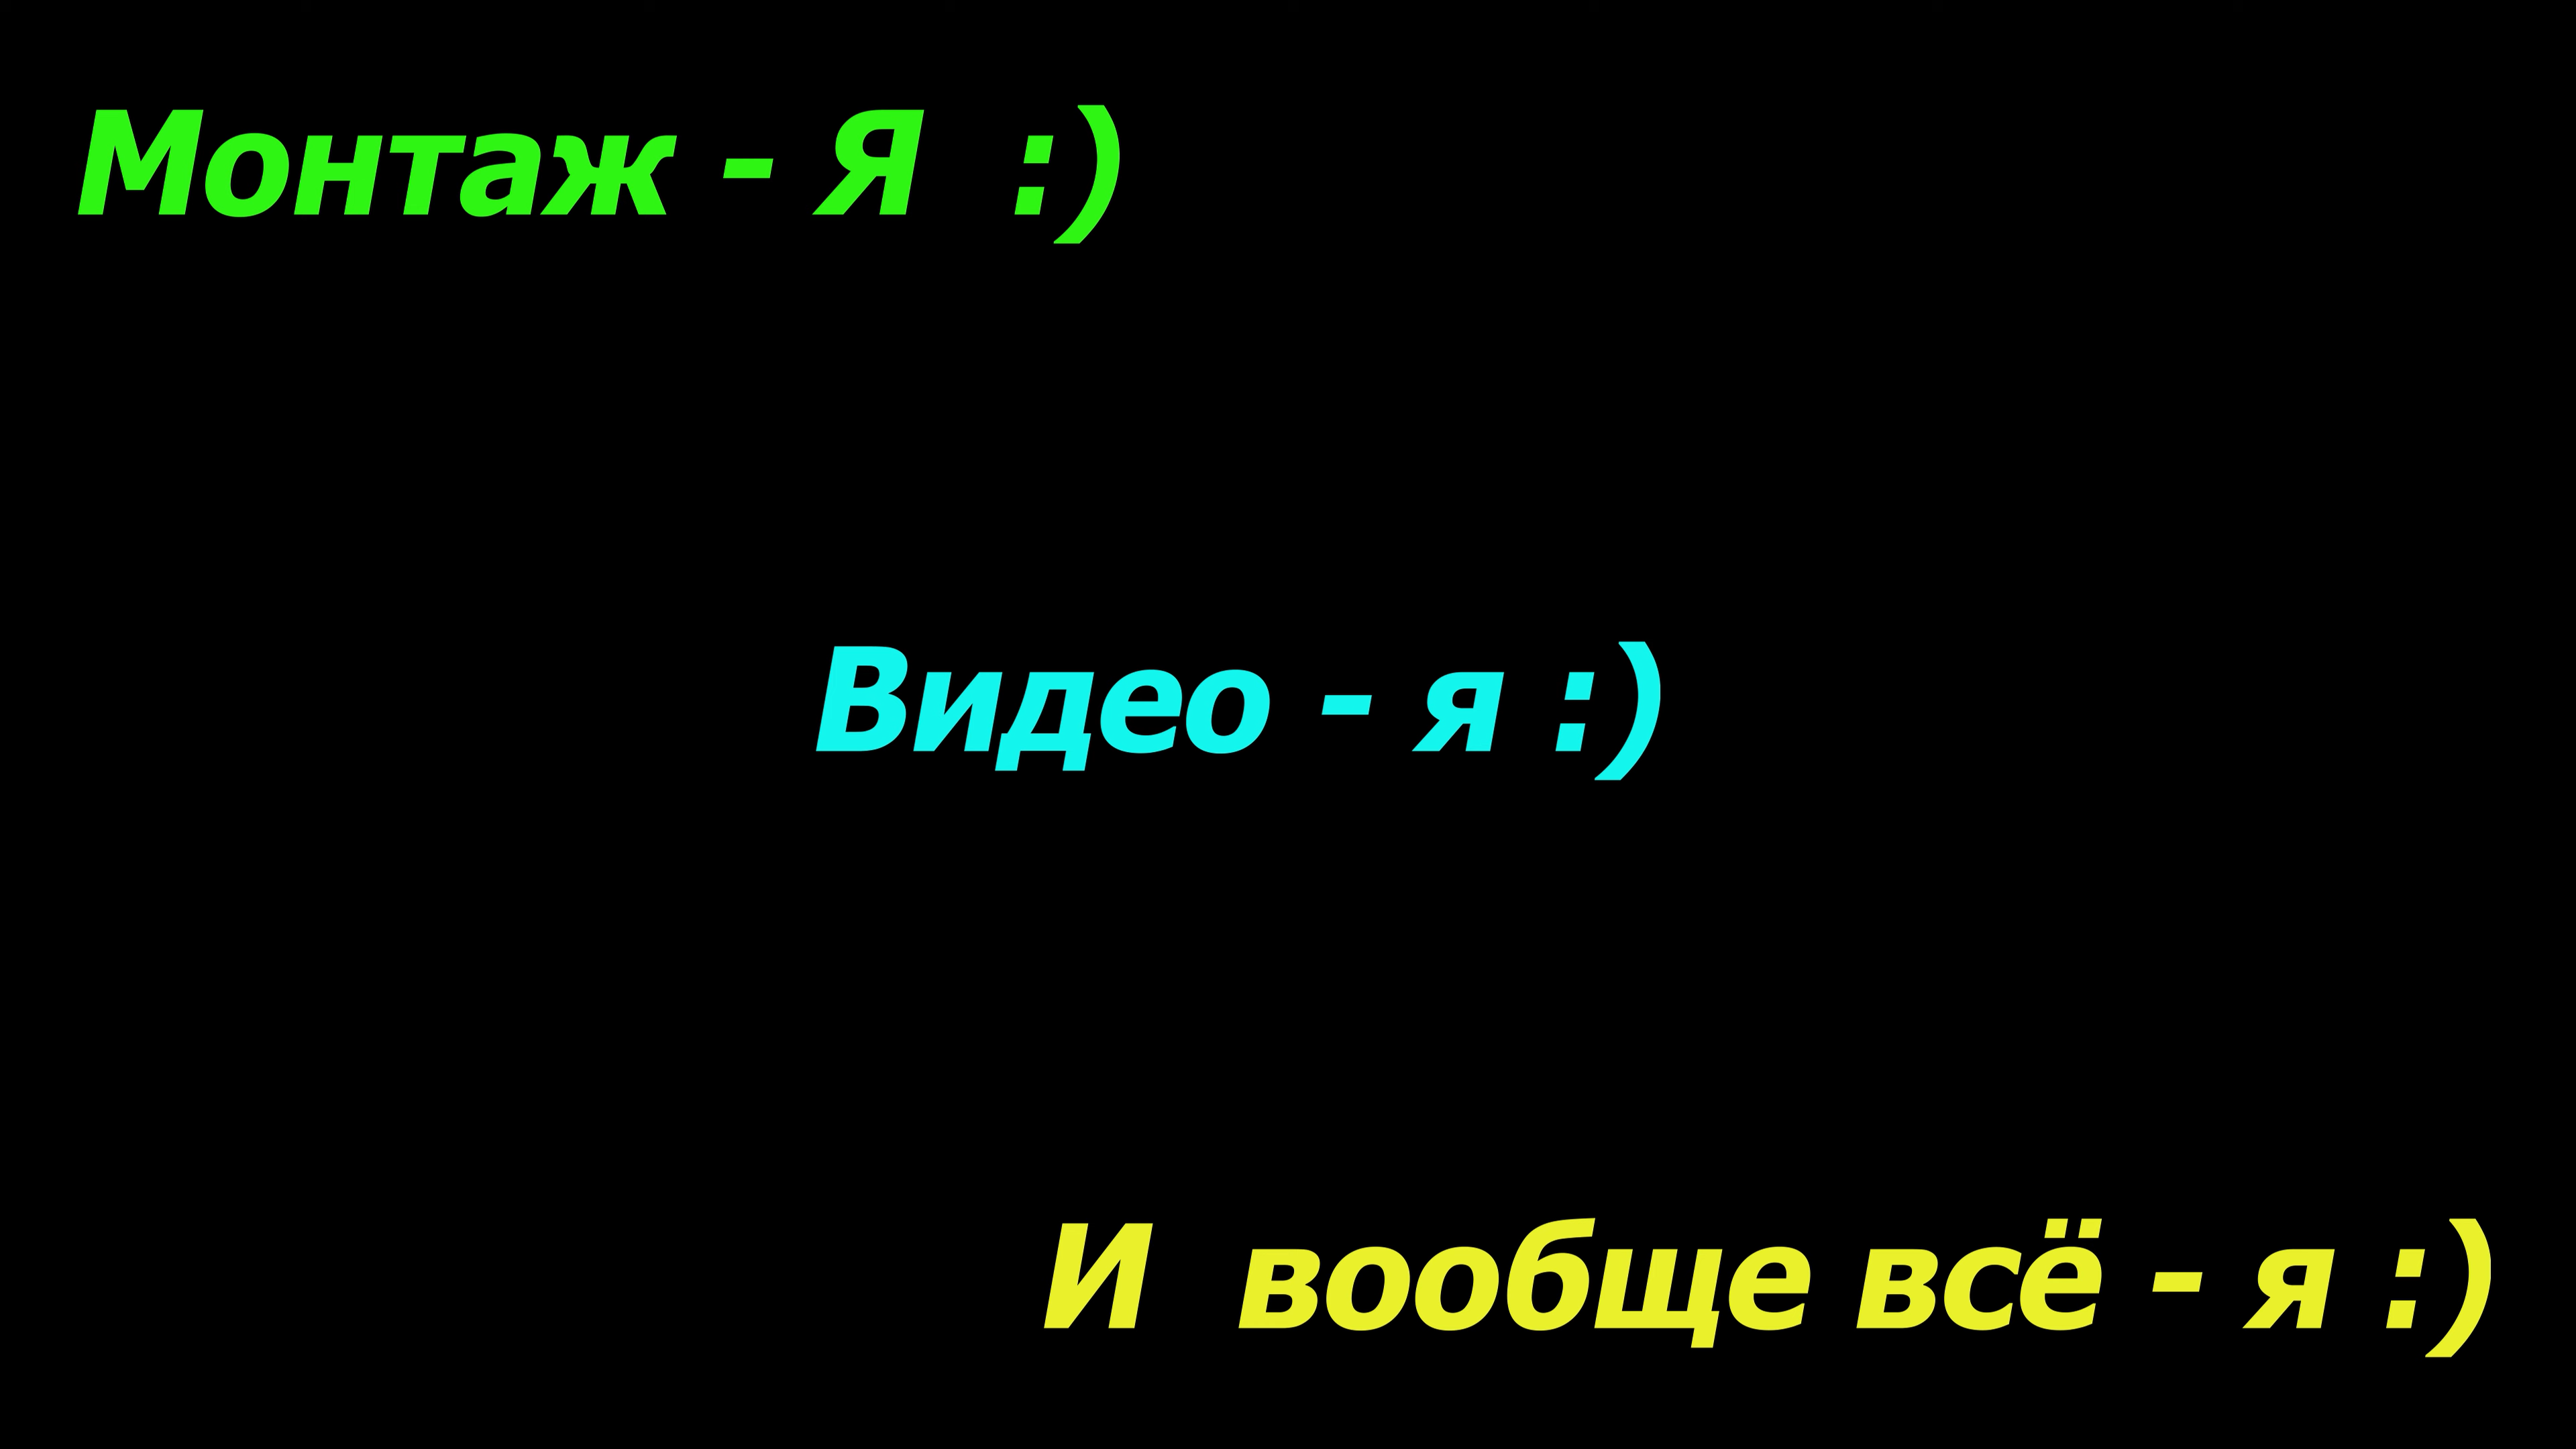 Монтаж - Я  :)
Видео - я :)
И  вообще всё - я :)